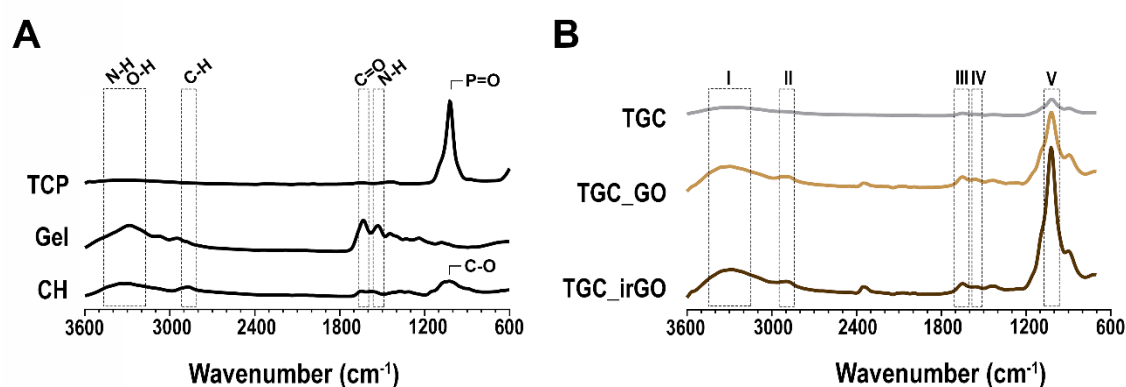 A
N-H
O-H
C-H
C=O
N-H
P=O
TCP
Gel
CH
C-O
3600 3000 2400 1800 1200 600
Wavenumber (cm⁻¹)
B
I II III IV V
TGC
TGC_GO
TGC_irGO
3600 3000 2400 1800 1200 600
Wavenumber (cm⁻¹)